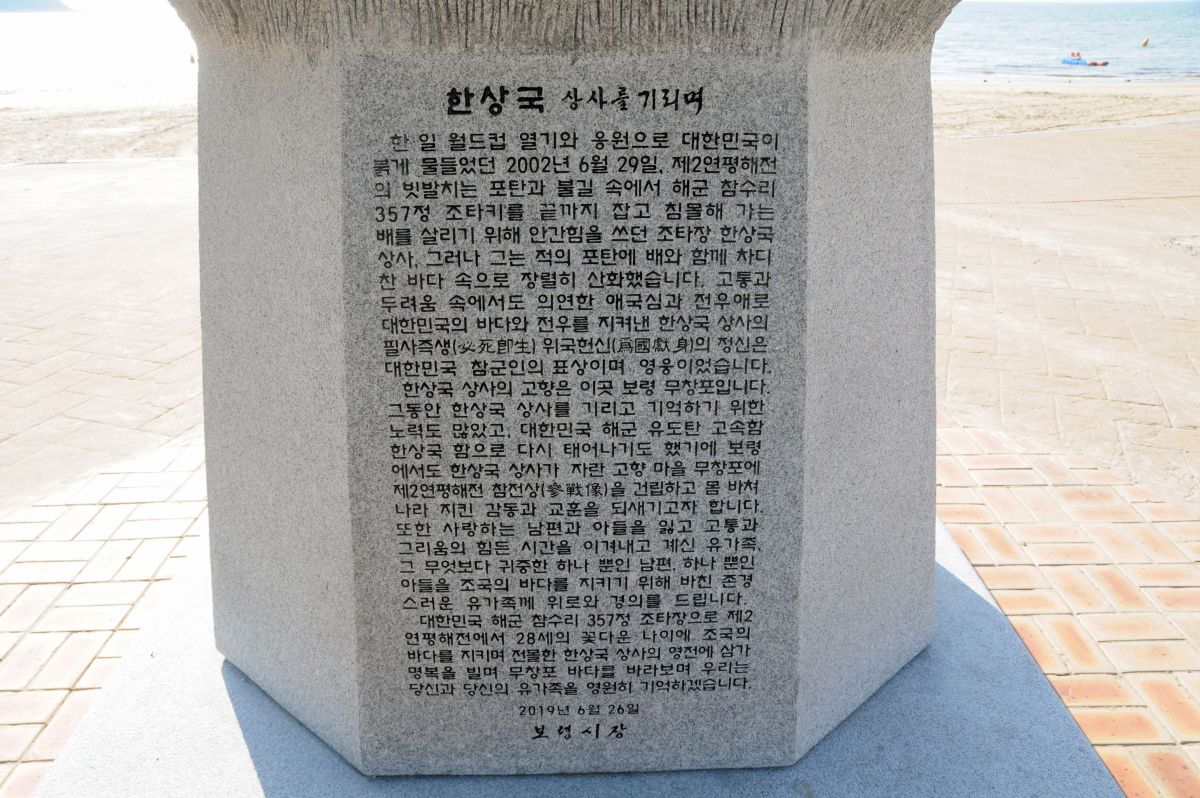 한상국 상사를 기리며
한 일 월드컵 열기와 응원으로 대한민국이
붉게 물들었던 2002년 6월 29일, 제2연평해전
의 빗발치는 포탄과 불길 속에서 해군 참수리
357정 조타키를 끝까지 잡고 침몰해 가는
배를 살리기 위해 안간힘을 쓰던 조타장 한상국
상사, 그러나 그는 적의 포탄에 배와 함께 차디
찬 바다 속으로 장렬히 산화했습니다. 고통과
두려움 속에서도 의연한 애국심과 전우애로
대한민국의 바다와 전우를 지켜낸 한상국 상사의
필사즉생(必死卽生) 위국헌신(爲國獻身)의 정신은
대한민국 참군인의 표상이며, 영웅이었습니다.
한상국 상사의 고향은 이곳 보령 무창포입니다.
그동안 한상국 상사를 기리고 기억하기 위한
노력도 많았고, 대한민국 해군 유도탄 고속함
한상국 함으로 다시 태어나기도 했기에 보령
에서도 한상국 상사가 자란 고향 마을 무창포에
제2연평해전 참전상(參戰像)을 건립하고 몸 바쳐
나라 지킨 감동과 교훈을 되새기고자 합니다.
또한 사랑하는 남편과 아들을 잃고 고통과
그리움의 힘든 시간을 이겨내고 계신 유가족,
그 무엇보다 귀중한 하나 뿐인 남편, 하나 뿐인
아들을 조국의 바다를 지키기 위해 바친 존경
스러운 유가족께 위로와 경의를 드립니다.
대한민국 해군 참수리 357정 조타장으로 제2
연평해전에서 28세의 꽃다운 나이에 조국의
바다를 지키며 전몰한 한상국 상사의 영전에 삼가
명복을 빌며 무창포 바다를 바라보며 우리는
당신과 당신의 유가족을 영원히 기억하겠습니다.
2019년 6월 26일
보령시장